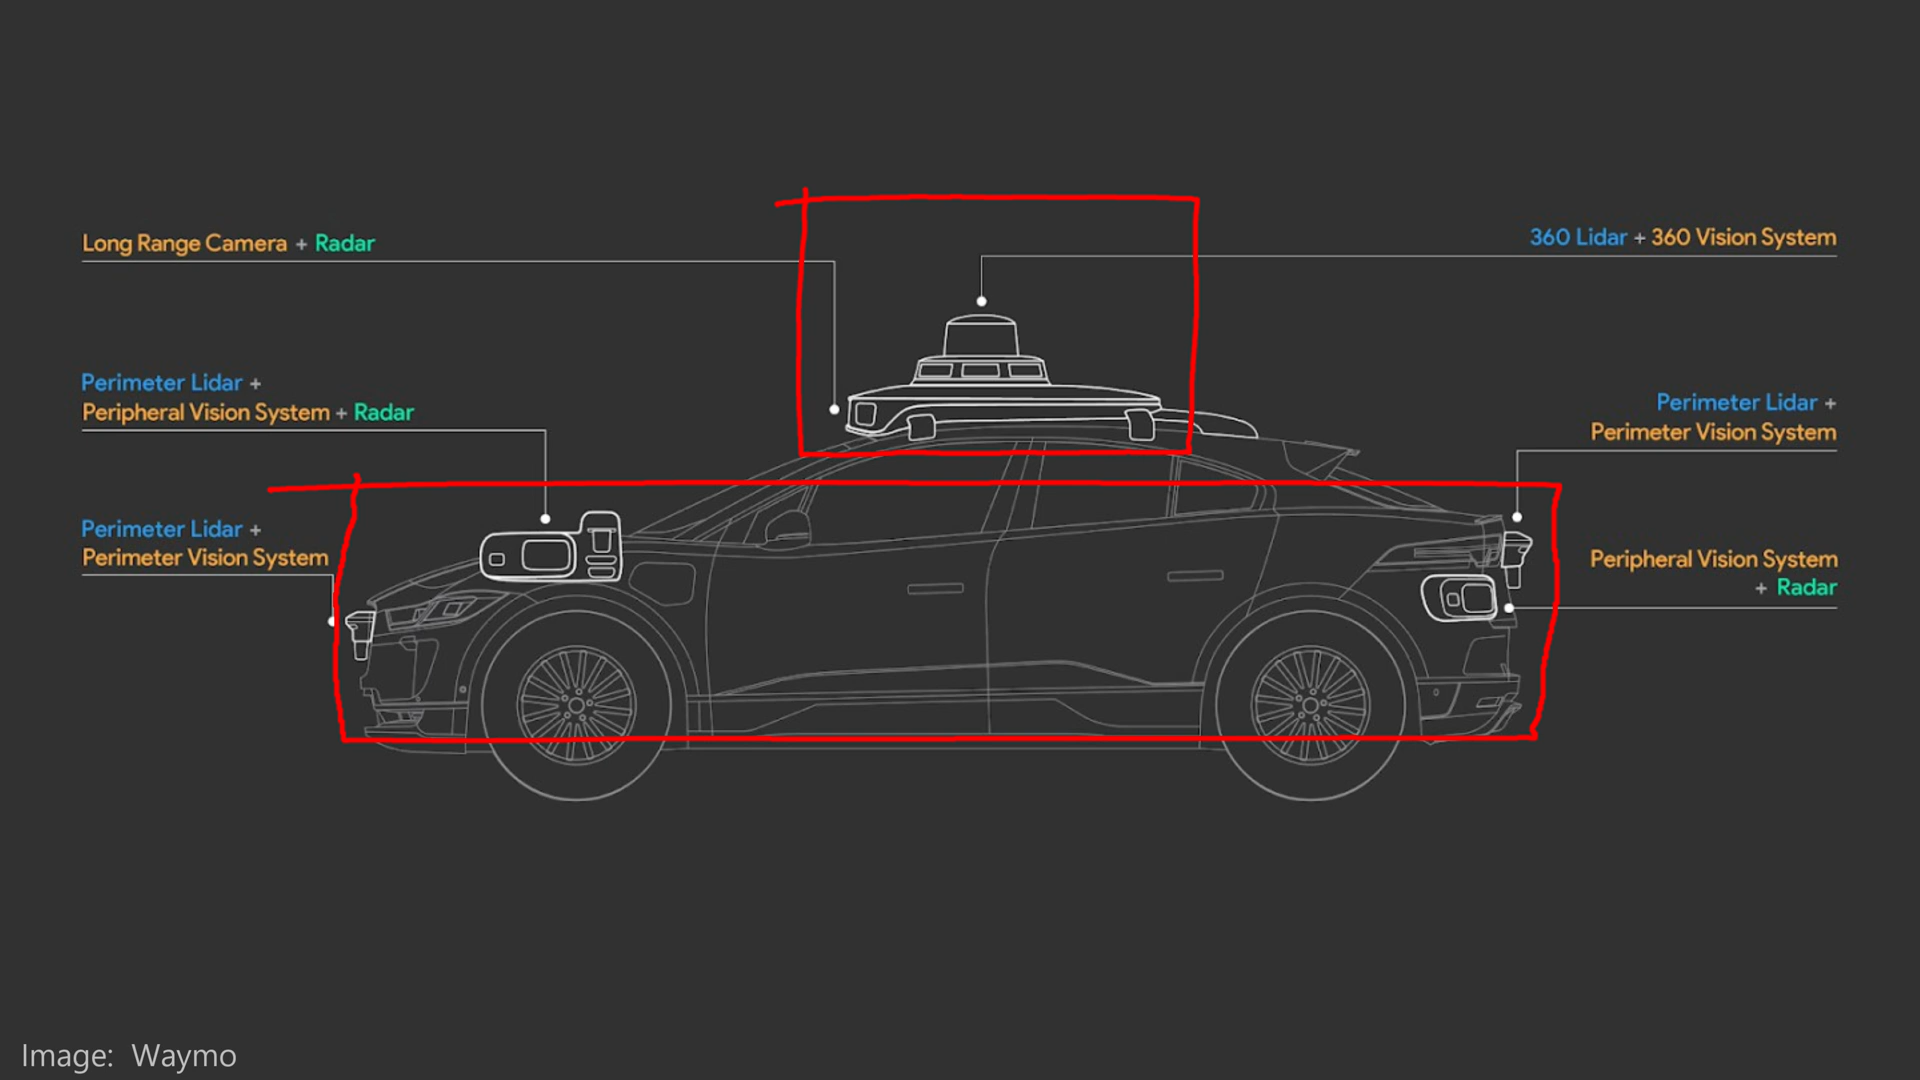 Long Range Camera + Radar
360 Lidar + 360 Vision System
Perimeter Lidar +
Peripheral Vision System + Radar
Perimeter Lidar +
Perimeter Vision System
Perimeter Lidar +
Perimeter Vision System
Peripheral Vision System
+ Radar
Image: Waymo